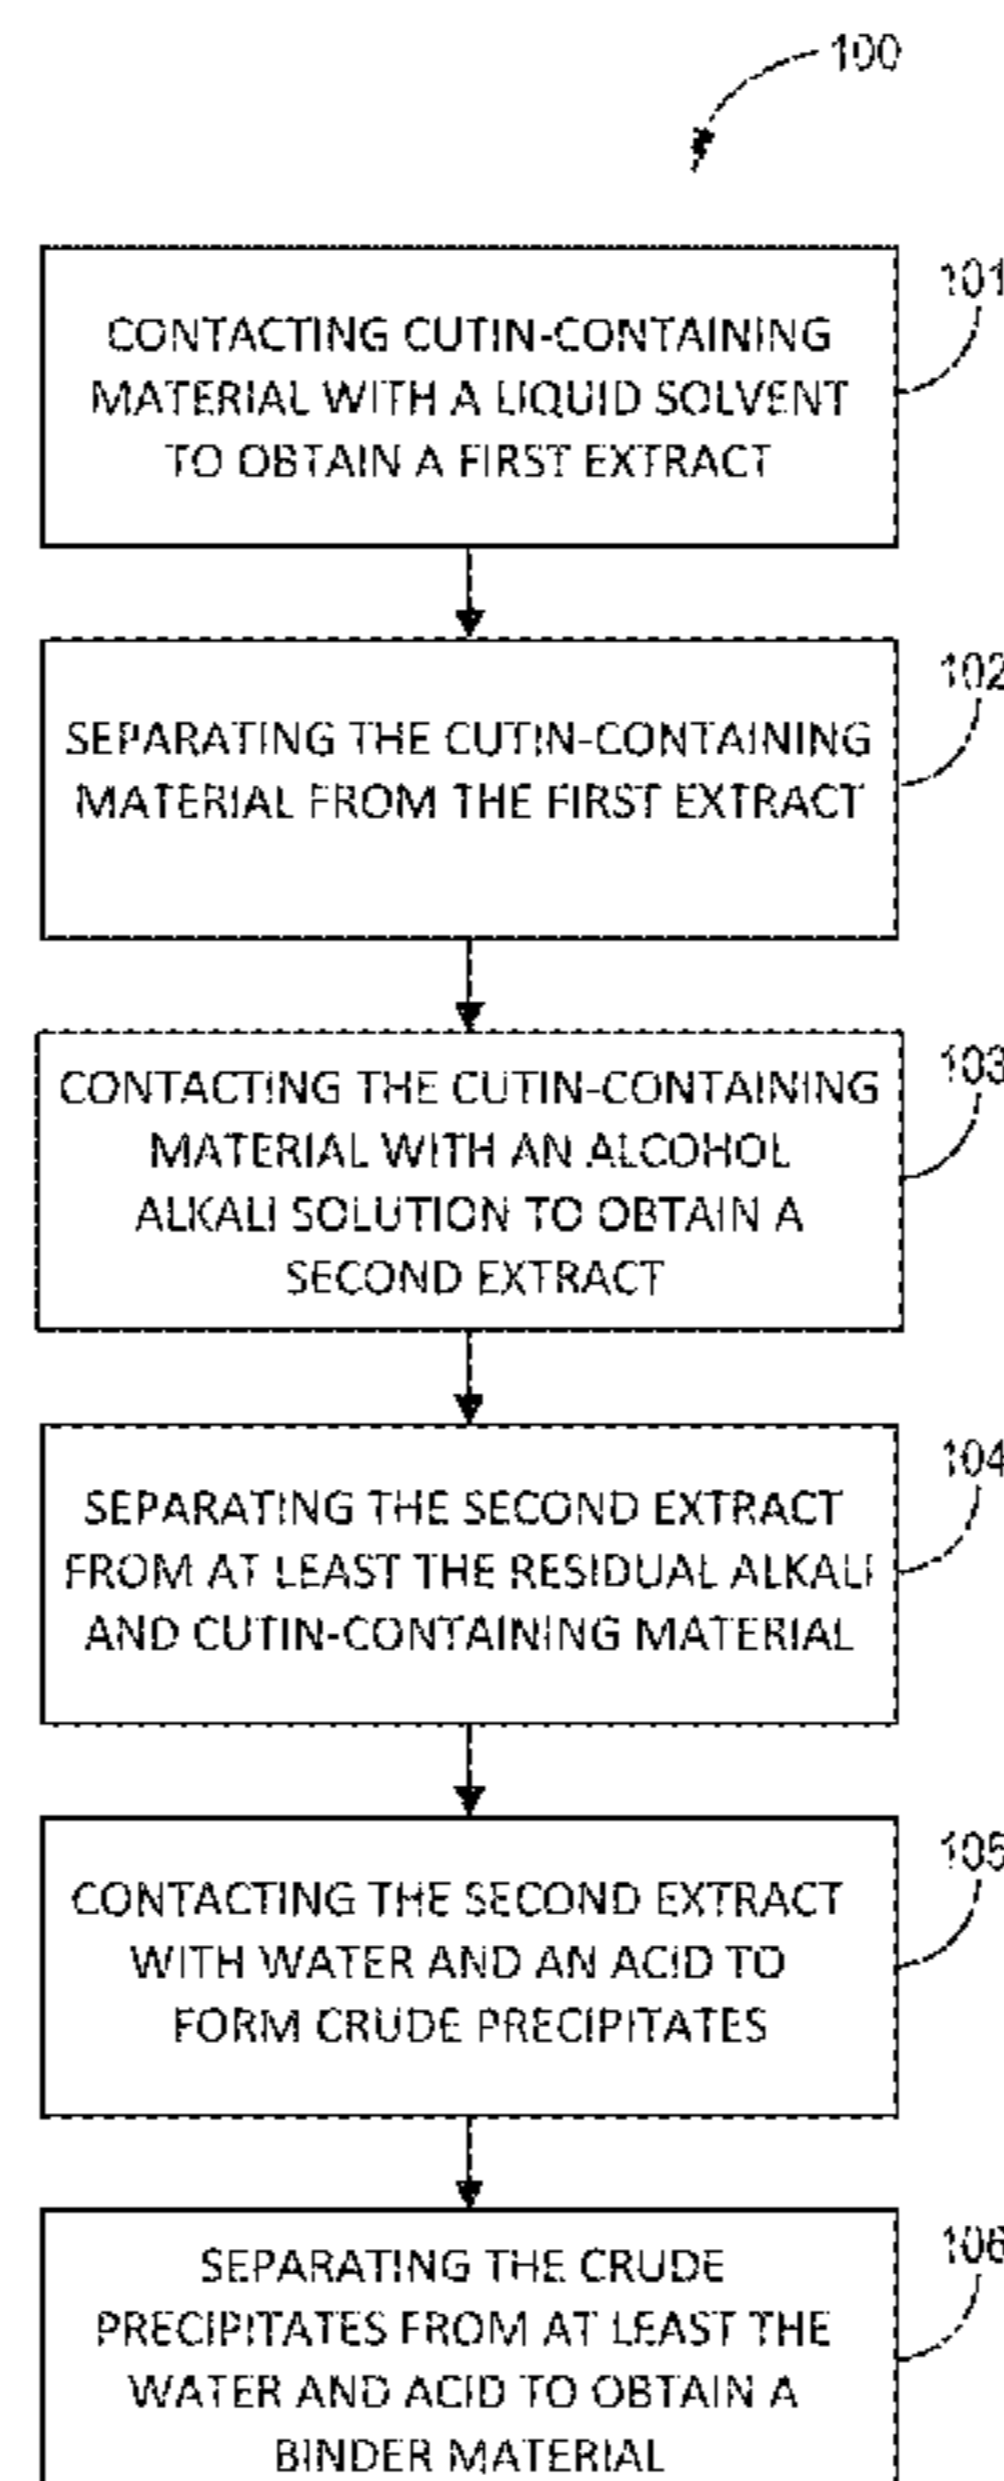 100
101
CONTACTING CUTIN-CONTAINING
MATERIAL WITH A LIQUID SOLVENT
TO OBTAIN A FIRST EXTRACT
102
SEPARATING THE CUTIN-CONTAINING
MATERIAL FROM THE FIRST EXTRACT
103
CONTACTING THE CUTIN-CONTAINING
MATERIAL WITH AN ALCOHOL
ALKALI SOLUTION TO OBTAIN A
SECOND EXTRACT
104
SEPARATING THE SECOND EXTRACT
FROM AT LEAST THE RESIDUAL ALKALI
AND CUTIN-CONTAINING MATERIAL
105
CONTACTING THE SECOND EXTRACT
WITH WATER AND AN ACID TO
FORM CRUDE PRECIPITATES
106
SEPARATING THE CRUDE
PRECIPITATES FROM AT LEAST THE
WATER AND ACID TO OBTAIN A
BINDER MATERIAL